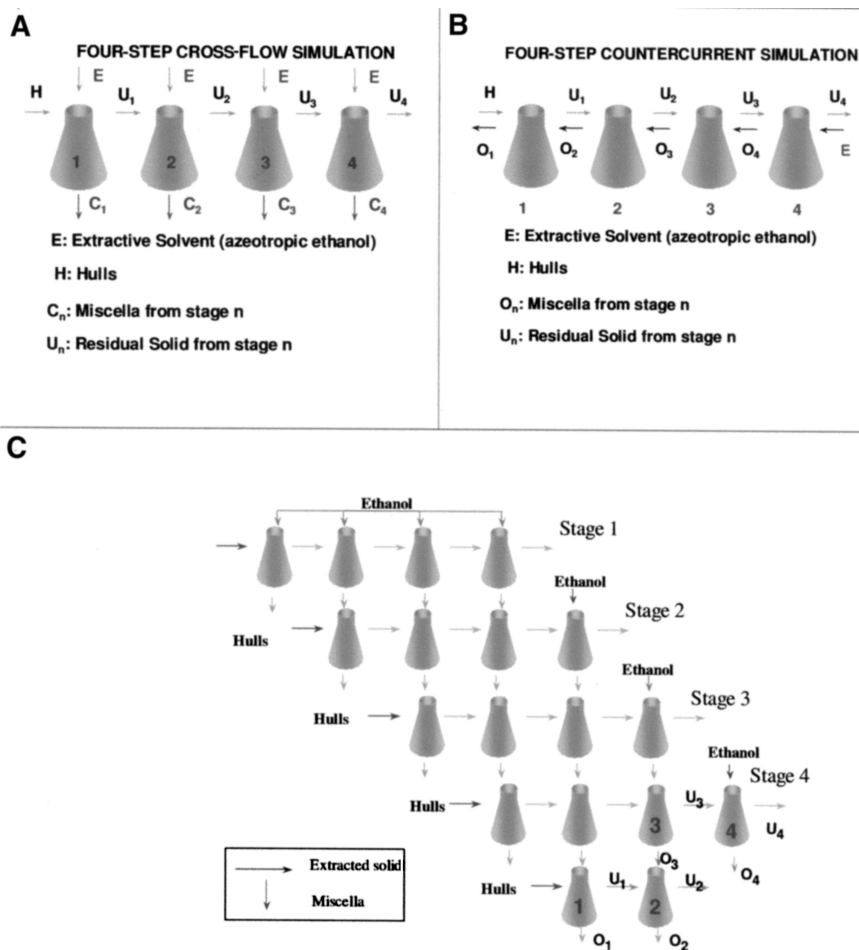 A
FOUR-STEP CROSS-FLOW SIMULATION
E E E E
H U1 U2 U3 U4
1 2 3 4
C1 C2 C3 C4
E: Extractive Solvent (azeotropic ethanol)
H: Hulls
Cn: Miscella from stage n
Un: Residual Solid from stage n
B
FOUR-STEP COUNTERCURRENT SIMULATION
H U1 U2 U3 U4
O1 O2 O3 O4 E
1 2 3 4
E: Extractive Solvent (azeotropic ethanol)
H: Hulls
On: Miscella from stage n
Un: Residual Solid from stage n
C
Ethanol
Stage 1
Ethanol
Stage 2
Hulls
Ethanol
Stage 3
Hulls
Ethanol
Stage 4
Hulls
U3
3 4
U4
O3
O4
Hulls
U1 U2
1 2
O1 O2
Extracted solid
Miscella